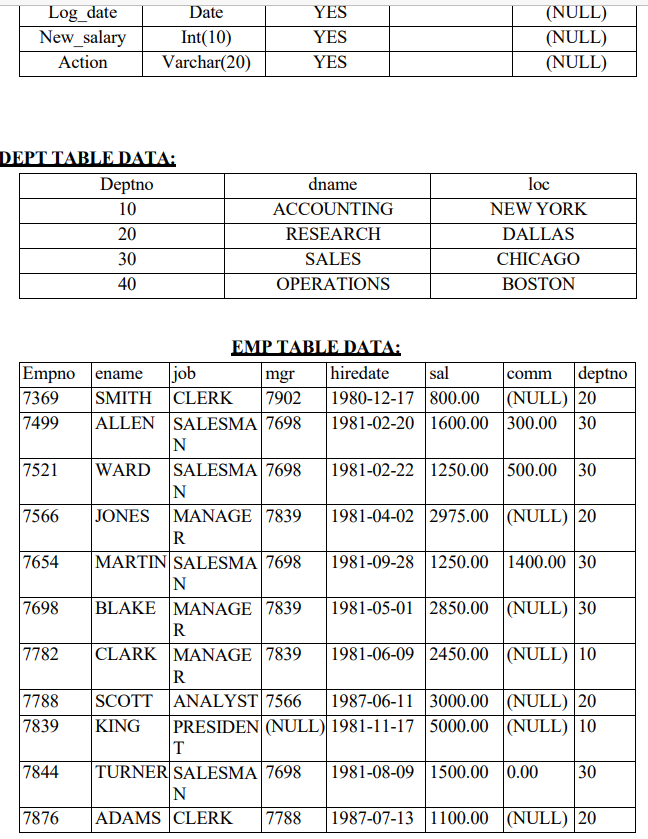 Log_date Date YES (NULL)
New_salary Int(10) YES (NULL)
Action Varchar(20) YES (NULL)
DEPT TABLE DATA:
Deptno dname loc
10 ACCOUNTING NEW YORK
20 RESEARCH DALLAS
30 SALES CHICAGO
40 OPERATIONS BOSTON
EMP TABLE DATA:
Empno ename job mgr hiredate sal comm deptno
7369 SMITH CLERK 7902 1980-12-17 800.00 (NULL) 20
7499 ALLEN SALESMA 7698 1981-02-20 1600.00 300.00 30
N
7521 WARD SALESMA 7698 1981-02-22 1250.00 500.00 30
N
7566 JONES MANAGE 7839 1981-04-02 2975.00 (NULL) 20
R
7654 MARTIN SALESMA 7698 1981-09-28 1250.00 1400.00 30
N
7698 BLAKE MANAGE 7839 1981-05-01 2850.00 (NULL) 30
R
7782 CLARK MANAGE 7839 1981-06-09 2450.00 (NULL) 10
R
7788 SCOTT ANALYST 7566 1987-06-11 3000.00 (NULL) 20
7839 KING PRESIDEN (NULL) 1981-11-17 5000.00 (NULL) 10
T
7844 TURNER SALESMA 7698 1981-08-09 1500.00 0.00 30
N
7876 ADAMS CLERK 7788 1987-07-13 1100.00 (NULL) 20